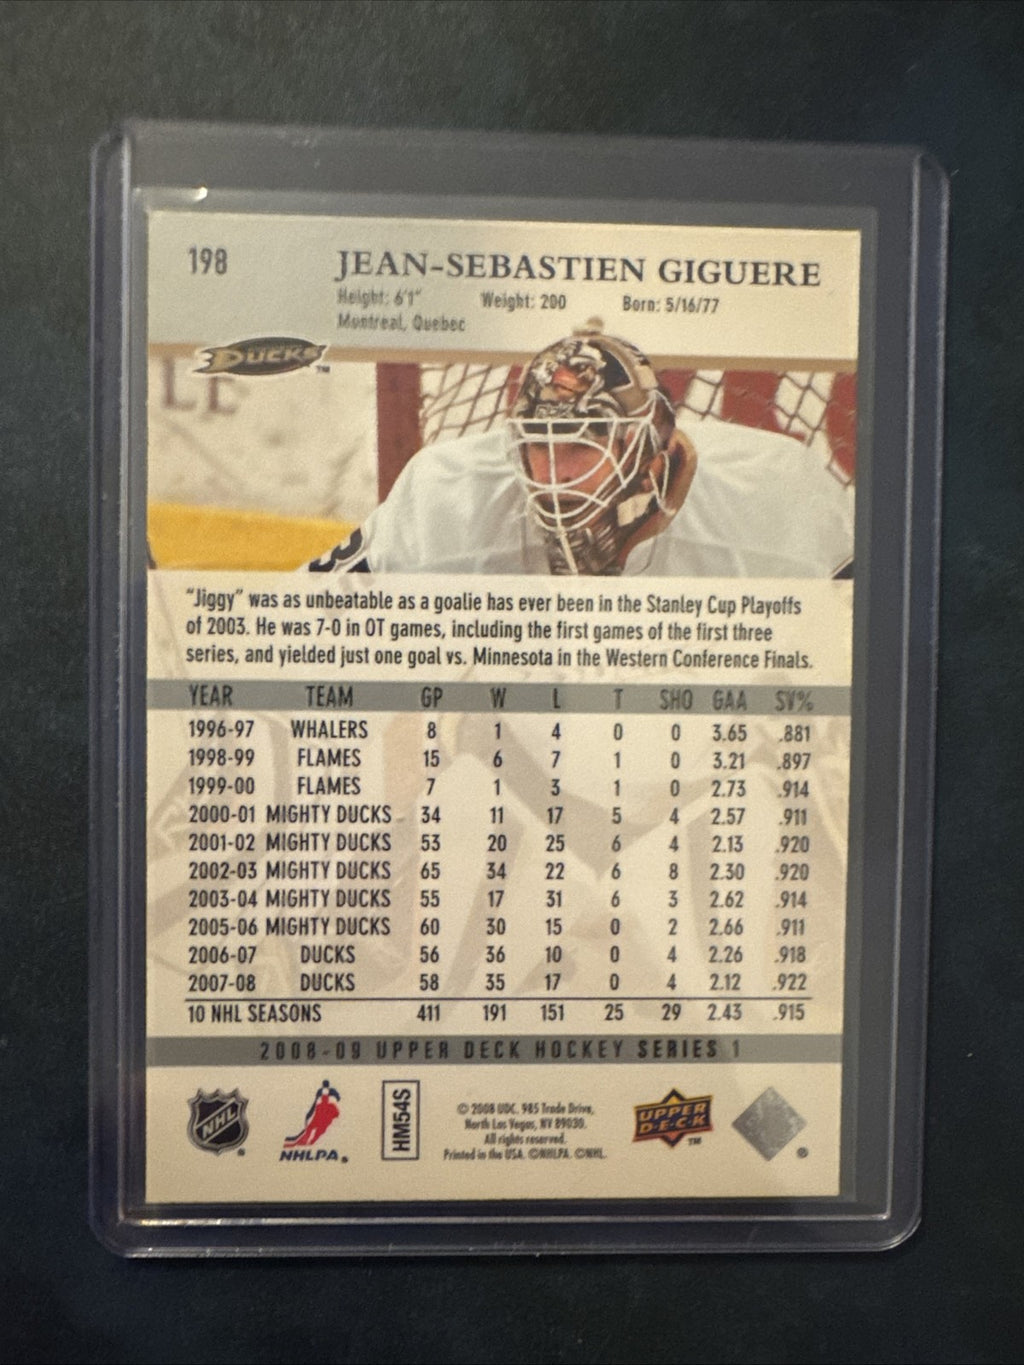 198
JEAN-SEBASTIEN GIGUERE
Height: 6'1" Weight: 200 Born: 5/16/77
Montreal, Quebec
DUCKS™
"Jiggy" was as unbeatable as a goalie has ever been in the Stanley Cup Playoffs
of 2003. He was 7-0 in OT games, including the first games of the first three
series, and yielded just one goal vs. Minnesota in the Western Conference Finals.
YEAR TEAM GP W L T SHO GAA SV%
1996-97 WHALERS 8 1 4 0 0 3.65 .881
1998-99 FLAMES 15 6 7 1 0 3.21 .897
1999-00 FLAMES 7 1 3 1 0 2.73 .914
2000-01 MIGHTY DUCKS 34 11 17 5 4 2.57 .911
2001-02 MIGHTY DUCKS 53 20 25 6 4 2.13 .920
2002-03 MIGHTY DUCKS 65 34 22 6 8 2.30 .920
2003-04 MIGHTY DUCKS 55 17 31 6 3 2.62 .914
2005-06 MIGHTY DUCKS 60 30 15 0 2 2.66 .911
2006-07 DUCKS 56 36 10 0 4 2.26 .918
2007-08 DUCKS 58 35 17 0 4 2.12 .922
10 NHL SEASONS 411 191 151 25 29 2.43 .915
2008-09 UPPER DECK HOCKEY SERIES 1
NHL ®
NHLPA ®
HM54S
© 2008 UDC. 985 Trade Drive,
North Las Vegas, NV 89030.
All rights reserved.
Printed in the USA. ©NHLPA. ©NHL.
UPPER
D·E·C·K ™
®